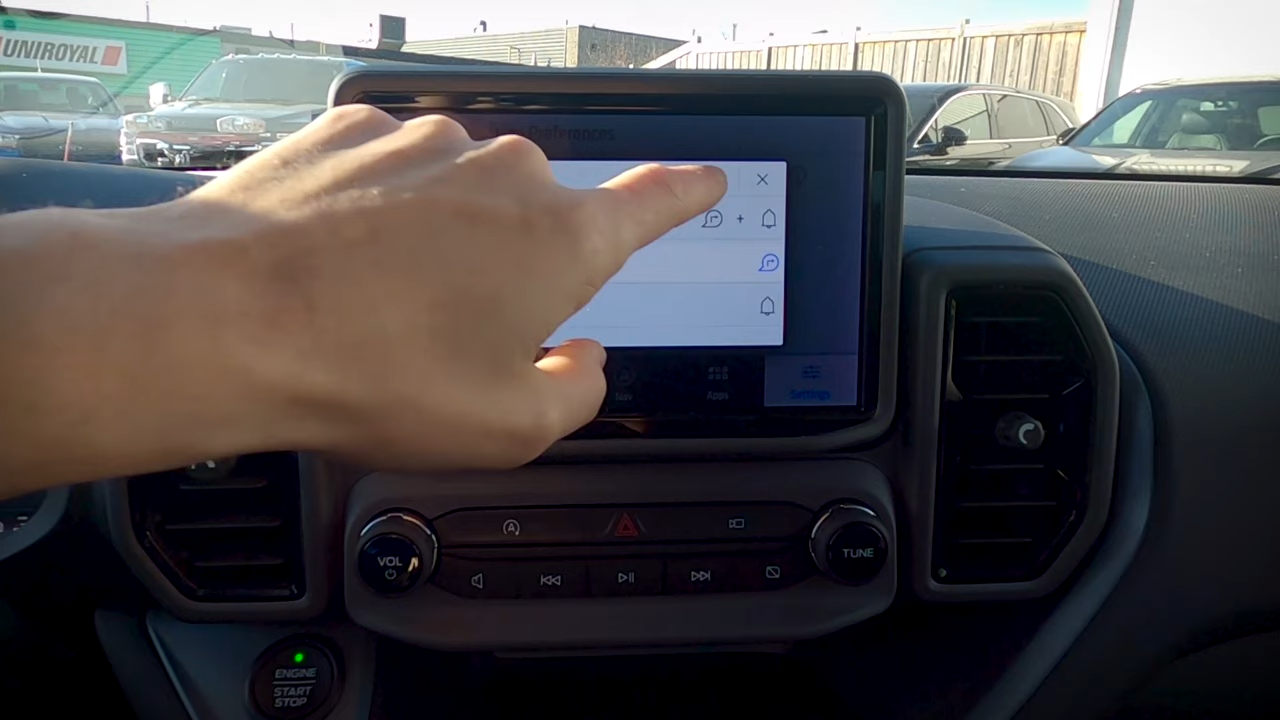 UNIROYAL
Preferences
Nav
Apps
Settings
VOL
TUNE
ENGINE
START
STOP